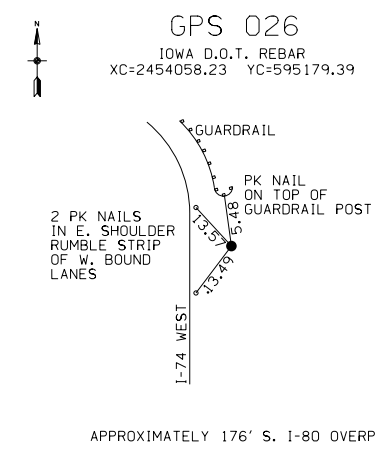 N
GPS 026
IOWA D.O.T. REBAR
XC=2454058.23 YC=595179.39
GUARDRAIL
PK NAIL
ON TOP OF
GUARDRAIL POST
5.48
2 PK NAILS
IN E. SHOULDER
RUMBLE STRIP
OF W. BOUND
LANES
13.57
13.49
I-74 WEST
APPROXIMATELY 176' S. I-80 OVERP